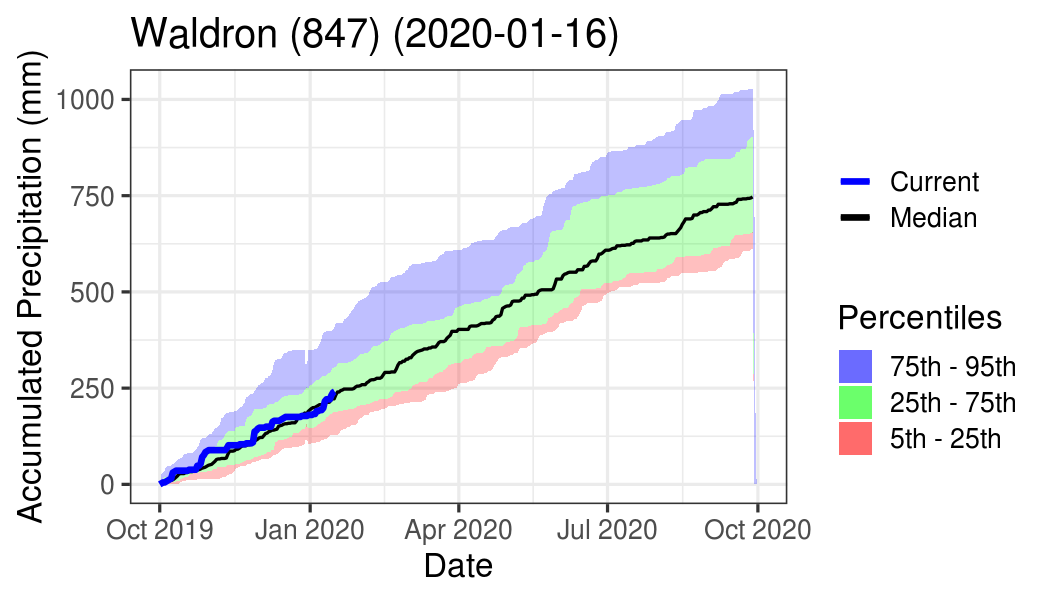 Waldron (847) (2020-01-16)
Accumulated Precipitation (mm)
1000
750
500
250
0
Oct 2019
Jan 2020
Apr 2020
Jul 2020
Oct 2020
Date
Current
Median
Percentiles
75th - 95th
25th - 75th
5th - 25th